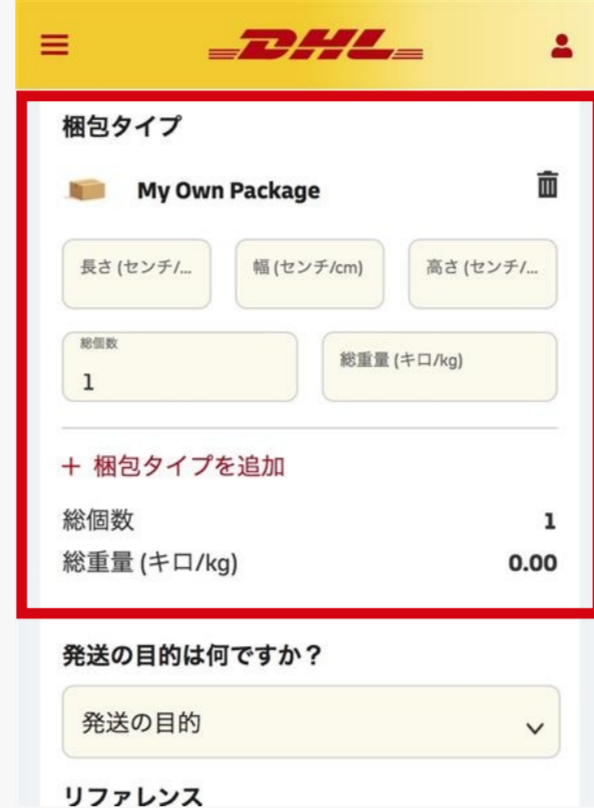 DHL
梱包タイプ
My Own Package
長さ (センチ/...
幅 (センチ/cm)
高さ (センチ/...
総個数
1
総重量 (キロ/kg)
+ 梱包タイプを追加
総個数 1
総重量 (キロ/kg) 0.00
発送の目的は何ですか？
発送の目的
リファレンス